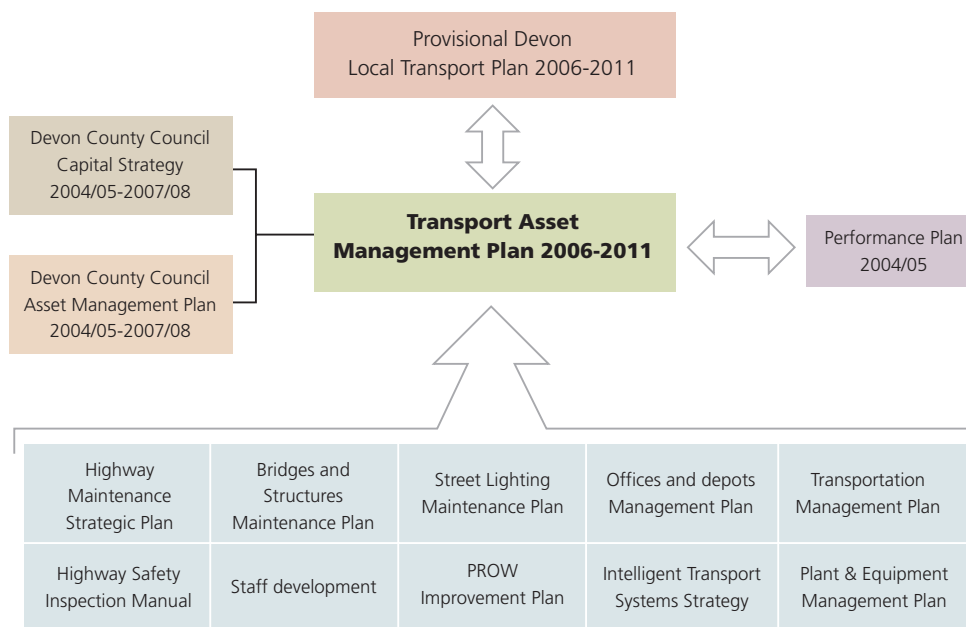 Provisional Devon
Local Transport Plan 2006-2011
Devon County Council
Capital Strategy
2004/05-2007/08
Transport Asset
Management Plan 2006-2011
Performance Plan
2004/05
Devon County Council
Asset Management Plan
2004/05-2007/08
Highway
Maintenance
Strategic Plan
Bridges and
Structures
Maintenance Plan
Street Lighting
Maintenance Plan
Offices and depots
Management Plan
Transportation
Management Plan
Highway Safety
Inspection Manual
Staff development
PROW
Improvement Plan
Intelligent Transport
Systems Strategy
Plant & Equipment
Management Plan